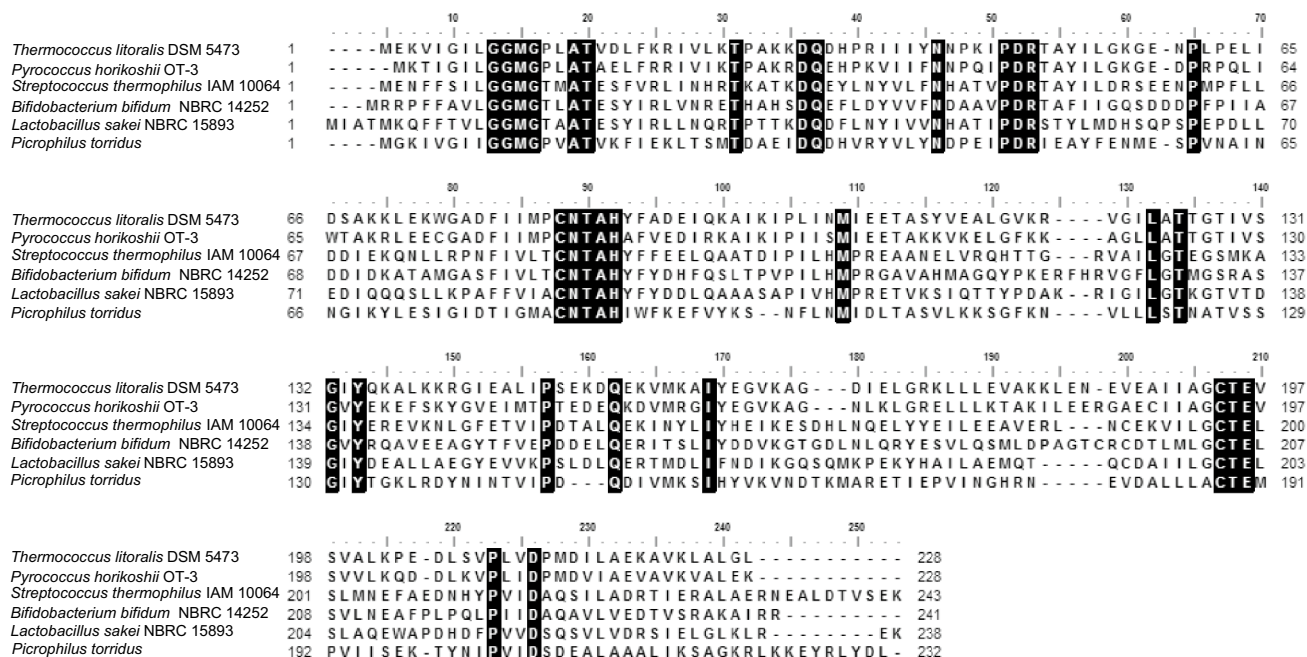 10 20 30 40 50 60 70
Thermococcus litoralis DSM 5473 1 ----MEKVIGILGGMGPLATVDLFKRIVLKTPAKKDQDHPRIIIYNNPKIPDRTAYILGKGE-NPLPELI 65
Pyrococcus horikoshii OT-3 1 -----MKTIGILGGMGPLATAELFRRIVIKTPAKRDQEHPKVIIFNNPQIPDRTAYILGKGE-DPRPQLI 64
Streptococcus thermophilus IAM 10064 1 ----MENFFSILGGMGTMATESFVRLINHRTKATKDQEYLNYILFNHATVPDRTAYILDRSEENPMPFLL 66
Bifidobacterium bifidum NBRC 14252 1 ---MRRPFFAVLGGMGTLATESYIRLVNRETHAHSDQEFLDYVVFNDAAVPDRTAFIIGQSDDDPFPIIA 67
Lactobacillus sakei NBRC 15893 1 MIATMKQFFTVLGGMGTAATESYIRLLNQRTPTTKDQDFLNYIVVNHATIPDRSTYLMDHSQPSPEPDLL 70
Picrophilus torridus 1 ----MGKIVGIIGGMGPVATVKFIEKLTSMTDAEIDQDHVRYVLYNDPEIPDRIEAYFENME-SPVNAIN 65
80 90 100 110 120 130 140
Thermococcus litoralis DSM 5473 66 DSAKKLEKWGADFIIMPCNTAHYFADEIQKAIKIPLINMIEETASYVEALGVKR----VGILATTGTIVS 131
Pyrococcus horikoshii OT-3 65 WTAKRLEECGADFIIMPCNTAHAFVEDIRKAIKIPIISMIEETAKKVKELGFKK----AGLLATTGTIVS 130
Streptococcus thermophilus IAM 10064 67 DDIEKQNLLRPNFIVLTCNTAHYFFEELQAATDIPILHMPREAANELVRQHTTG---RVAILGTEGSMKA 133
Bifidobacterium bifidum NBRC 14252 68 DDIDKATAMGASFIVLTCNTAHYFYDHFQSLTPVPILHMPRGAVAHMAGQYPKERFHRVGFLGTMGSRAS 137
Lactobacillus sakei NBRC 15893 71 EDIQQQSLLKPAFFVIACNTAHYFYDDLQAAASAPIVHMPRETVKSIQTTYPDAK--RIGILGTKGTVTD 138
Picrophilus torridus 66 NGIKYLESIGIDTIGMACNTAHIWFKEFVYKS--NFLNMIDLTASVLKKSGFKN----VLLLSTNATVSS 129
150 160 170 180 190 200 210
Thermococcus litoralis DSM 5473 132 GIYQKALKKRGIEALIPSEKDQEKVMKAIYEGVKAG---DIELGRKLLLEVAKKLEN-EVEAIIAGCTEV 197
Pyrococcus horikoshii OT-3 131 GVYEKEFSKYGVEIMTPTEDEQKDVMRGIYEGVKAG---NLKLGRELLLKTAKILEERGAECIIAGCTEV 197
Streptococcus thermophilus IAM 10064 134 GIYEREVKNLGFETVIPDTALQEKINYLIYHEIKESDHLNQELYYEILEEAVERL---NCEKVILGCTEL 200
Bifidobacterium bifidum NBRC 14252 138 GVYRQAVEEAGYTFVEPDDELQERITSLIYDDVKGTGDLNLQRYESVLQSMLDPAGTCRCDTLMLGCTEL 207
Lactobacillus sakei NBRC 15893 139 GIYDEALLAEGYEVVKPSLDLQERTMDLIFNDIKGQSQMKPEKYHAILAEMQT-----QCDAIILGCTEL 203
Picrophilus torridus 130 GIYTGKLRDYNINTVIPD---QDIVMKSIHYVKVNDTKMARETIEPVINGHRN-----EVDALLLACTEM 191
220 230 240 250
Thermococcus litoralis DSM 5473 198 SVALKPE-DLSVPLVDPMDILAEKAVKLALGL----------- 228
Pyrococcus horikoshii OT-3 198 SVVLKQD-DLKVPLIDPMDVIAEVAVKVALEK----------- 228
Streptococcus thermophilus IAM 10064 201 SLMNEFAEDNHYPVIDAQSILADRTIERALAERNEALDTVSEK 243
Bifidobacterium bifidum NBRC 14252 208 SVLNEAFPLPQLPIIDAQAVLVEDTVSRAKAIRR--------- 241
Lactobacillus sakei NBRC 15893 204 SLAQEWAPDHDFPVVDSQSVLVDRSIELGLKLR--------EK 238
Picrophilus torridus 192 PVIISEK-TYNIPVIDSDEALAAALIKSAGKRLKKEYRLYDL- 232